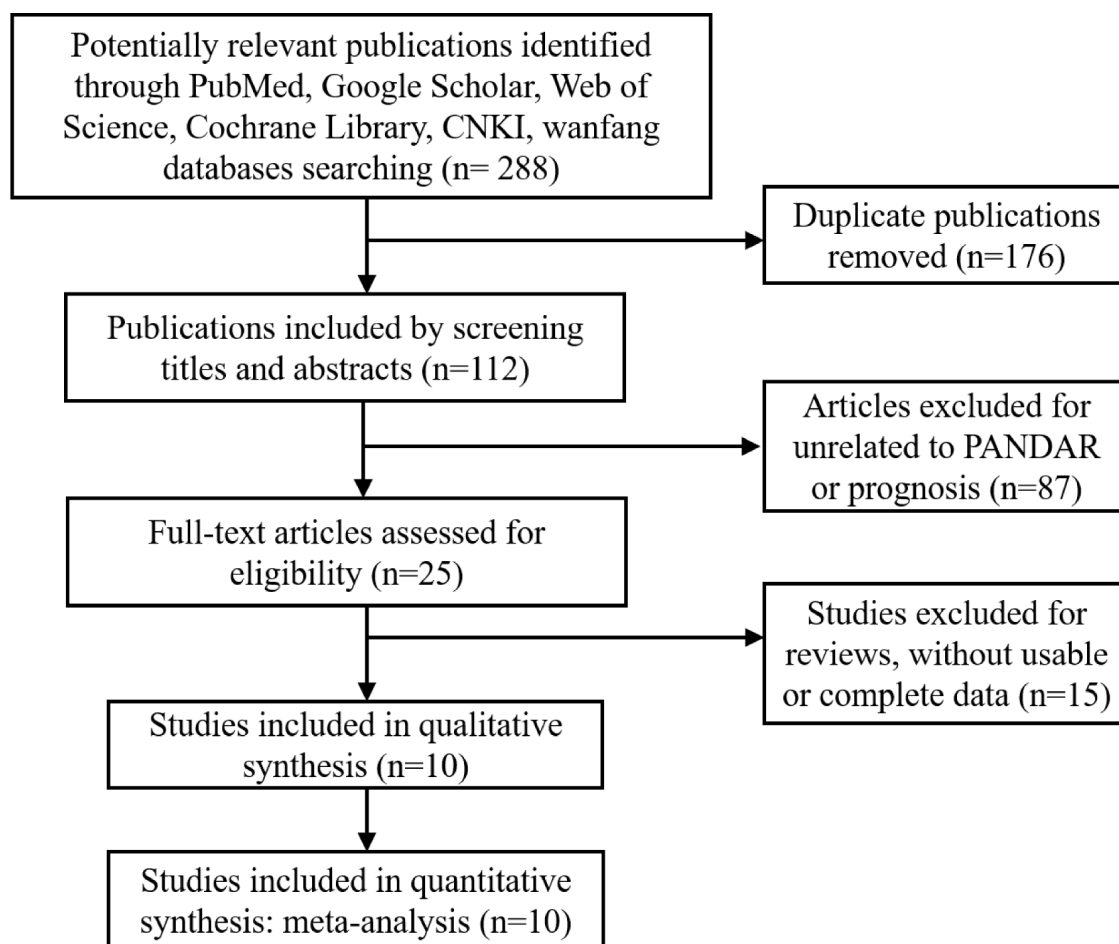 Potentially relevant publications identified
through PubMed, Google Scholar, Web of
Science, Cochrane Library, CNKI, wanfang
databases searching (n= 288)
Duplicate publications
removed (n=176)
Publications included by screening
titles and abstracts (n=112)
Articles excluded for
unrelated to PANDAR
or prognosis (n=87)
Full-text articles assessed for
eligibility (n=25)
Studies excluded for
reviews, without usable
or complete data (n=15)
Studies included in qualitative
synthesis (n=10)
Studies included in quantitative
synthesis: meta-analysis (n=10)